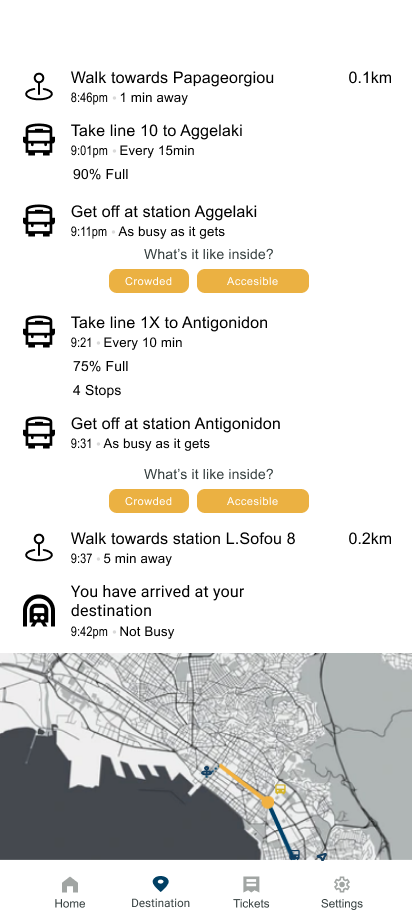 Walk towards Papageorgiou 0.1km
8:46pm • 1 min away
Take line 10 to Aggelaki
9:01pm • Every 15min
90% Full
Get off at station Aggelaki
9:11pm • As busy as it gets
What's it like inside?
Crowded Accesible
Take line 1X to Antigonidon
9:21 • Every 10 min
75% Full
4 Stops
Get off at station Antigonidon
9:31 • As busy as it gets
What's it like inside?
Crowded Accesible
Walk towards station L.Sofou 8 0.2km
9:37 • 5 min away
You have arrived at your
destination
9:42pm • Not Busy
Home Destination Tickets Settings